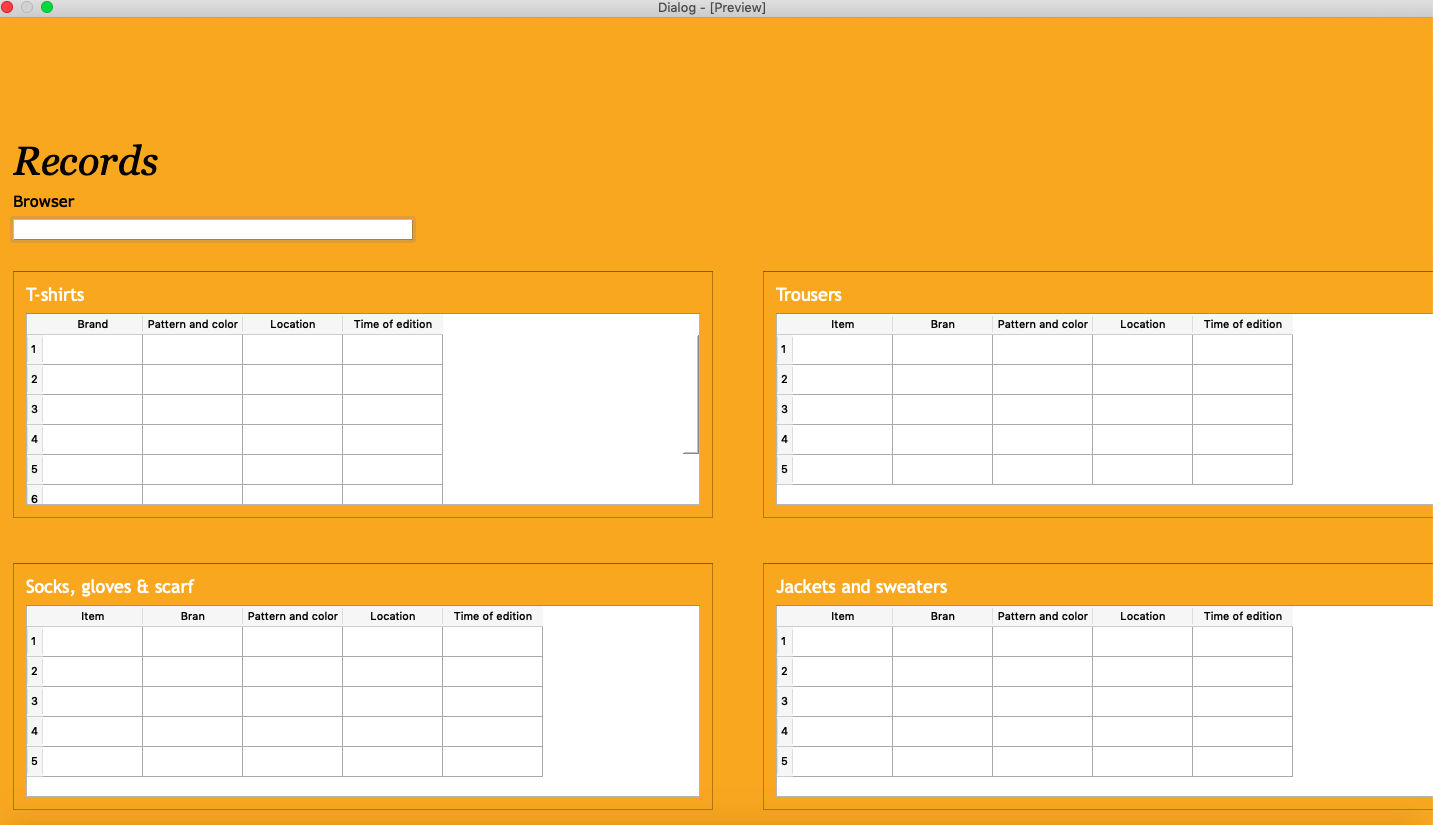 Dialog - [Preview]
Records
Browser
T-shirts
Brand Pattern and color Location Time of edition
1
2
3
4
5
6
Trousers
Item Bran Pattern and color Location Time of edition
1
2
3
4
5
Socks, gloves & scarf
Item Bran Pattern and color Location Time of edition
1
2
3
4
5
Jackets and sweaters
Item Bran Pattern and color Location Time of edition
1
2
3
4
5